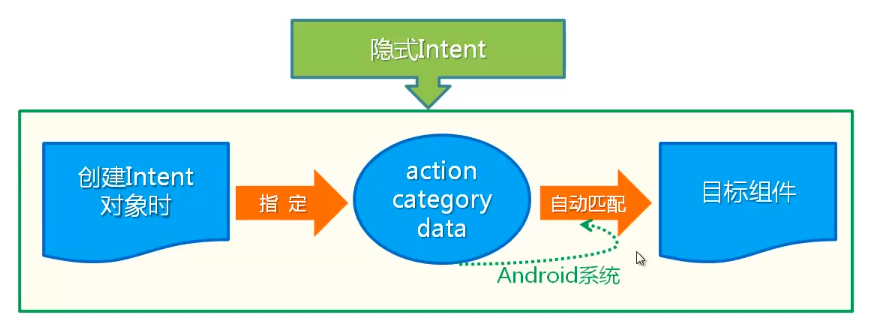 隐式Intent
创建Intent
对象时
指 定
action
category
data
自动匹配
目标组件
Android系统